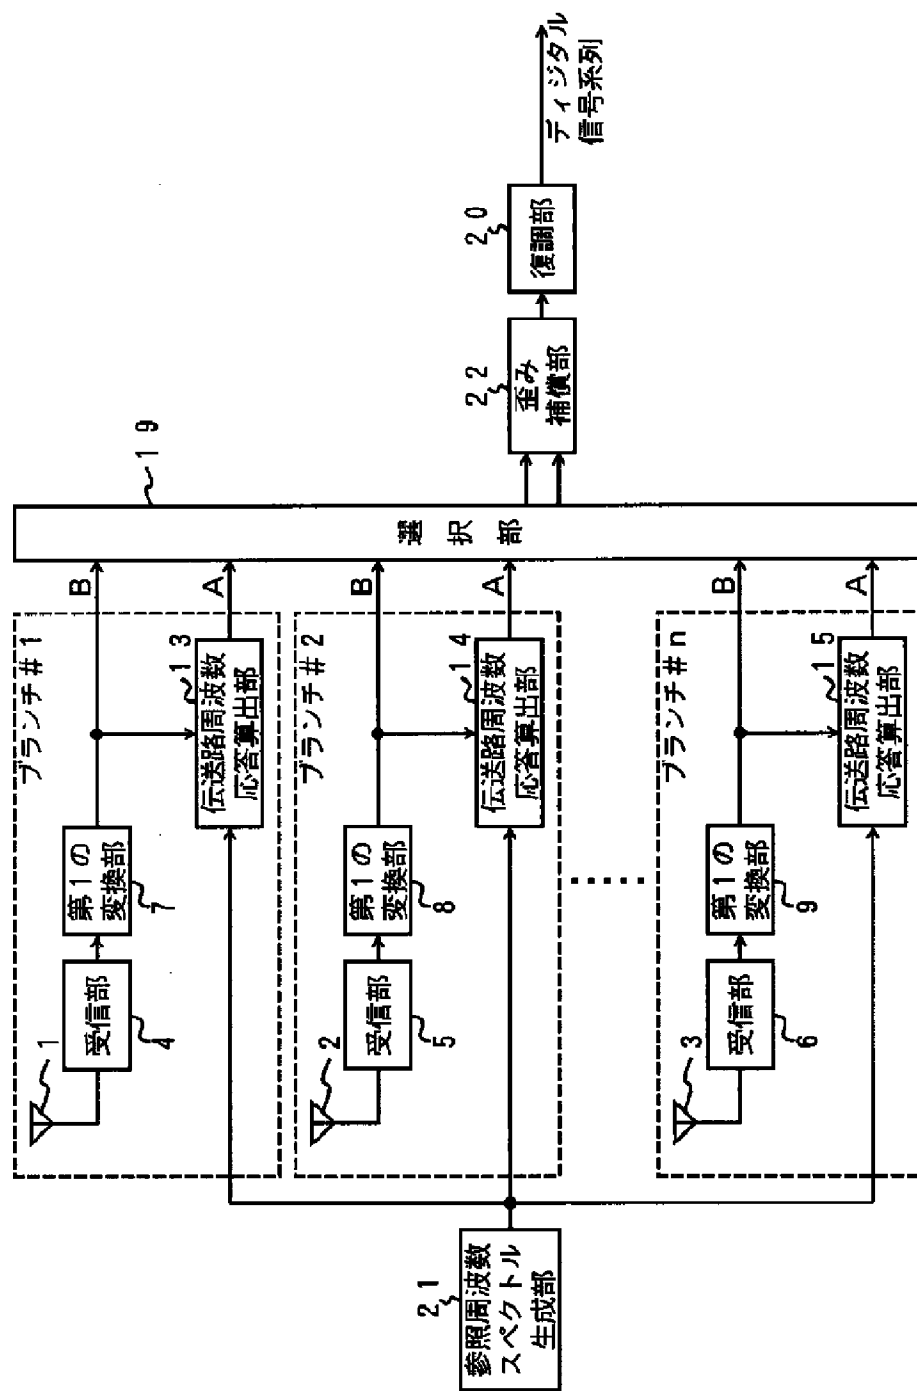 ブランチ#1
1
受信部
4
第1の
変換部
7
伝送路周波数
応答算出部
13
B
A
ブランチ#2
2
受信部
5
第1の
変換部
8
伝送路周波数
応答算出部
14
B
A
ブランチ#n
3
受信部
6
第1の
変換部
9
伝送路周波数
応答算出部
15
B
A
21
参照周波数
スペクトル
生成部
19
選択部
22
歪み
補償部
20
復調部
ディジタル
信号系列